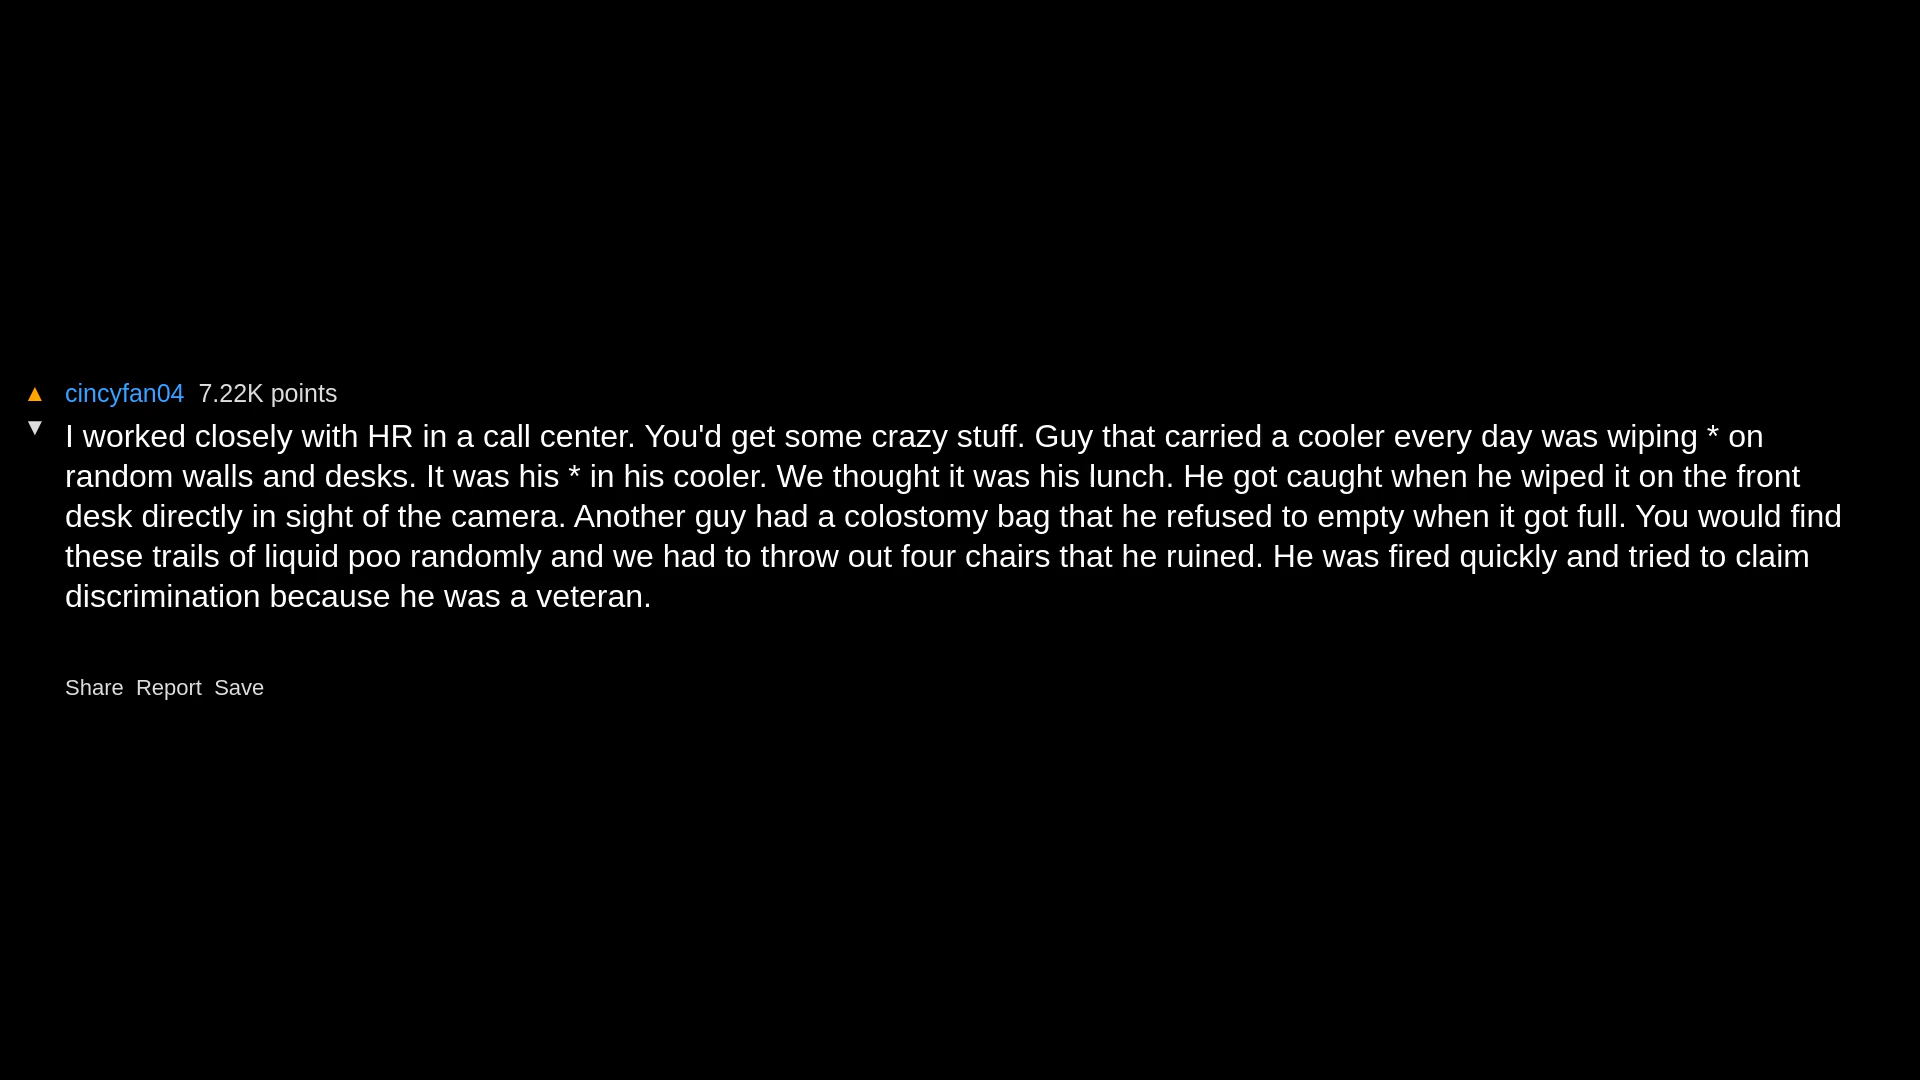 ▲ cincyfan04 7.22K points
▼
I worked closely with HR in a call center. You'd get some crazy stuff. Guy that carried a cooler every day was wiping * on
random walls and desks. It was his * in his cooler. We thought it was his lunch. He got caught when he wiped it on the front
desk directly in sight of the camera. Another guy had a colostomy bag that he refused to empty when it got full. You would find
these trails of liquid poo randomly and we had to throw out four chairs that he ruined. He was fired quickly and tried to claim
discrimination because he was a veteran.
Share Report Save